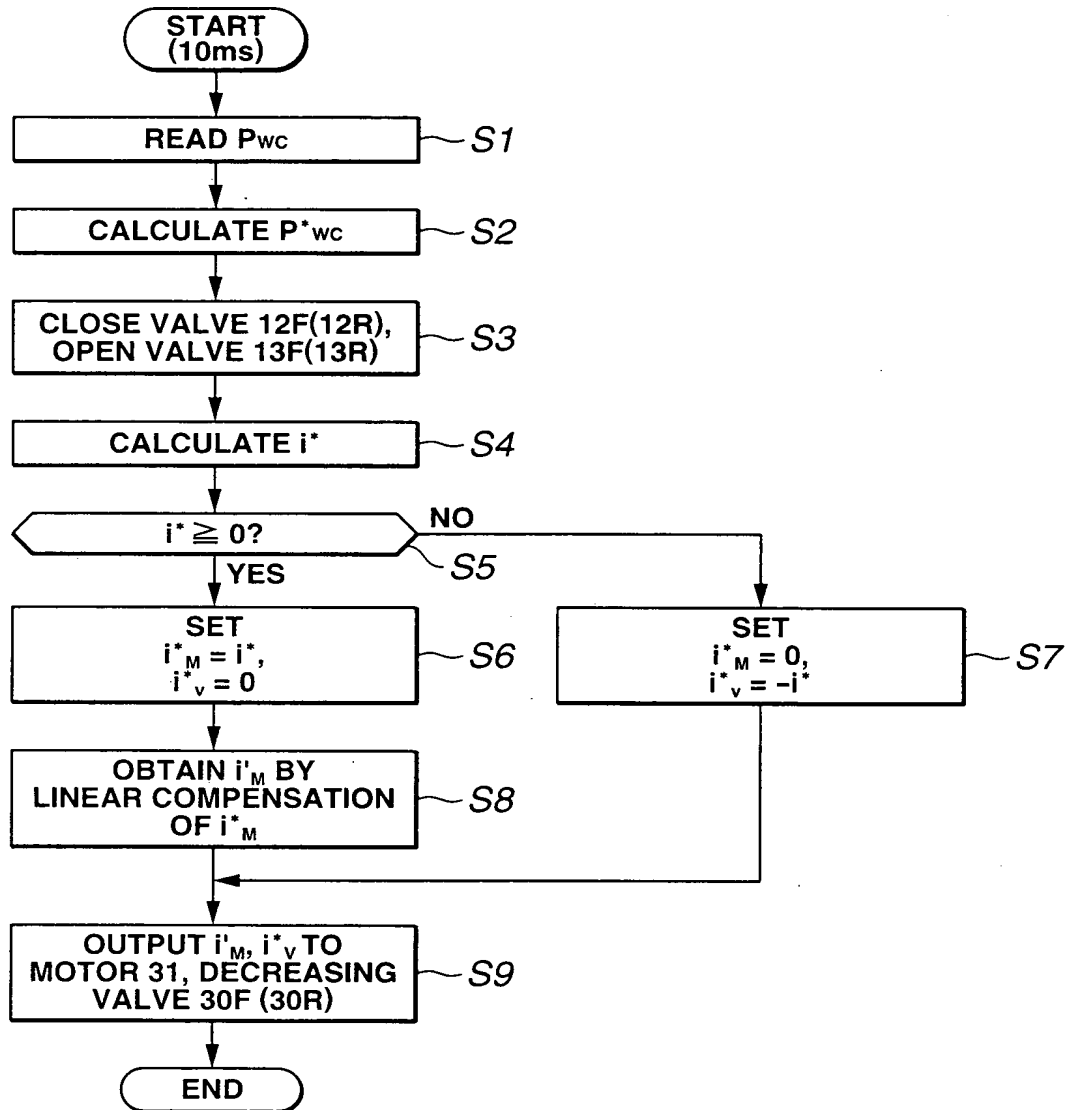 START
(10ms)
READ PWC
S1
CALCULATE P*WC
S2
CLOSE VALVE 12F(12R),
OPEN VALVE 13F(13R)
S3
CALCULATE i*
S4
i* ≧ 0?
NO
S5
YES
SET
i*M = i*,
i*v = 0
S6
SET
i*M = 0,
i*v = –i*
S7
OBTAIN i'M BY
LINEAR COMPENSATION
OF i*M
S8
OUTPUT i'M, i*V TO
MOTOR 31, DECREASING
VALVE 30F (30R)
S9
END